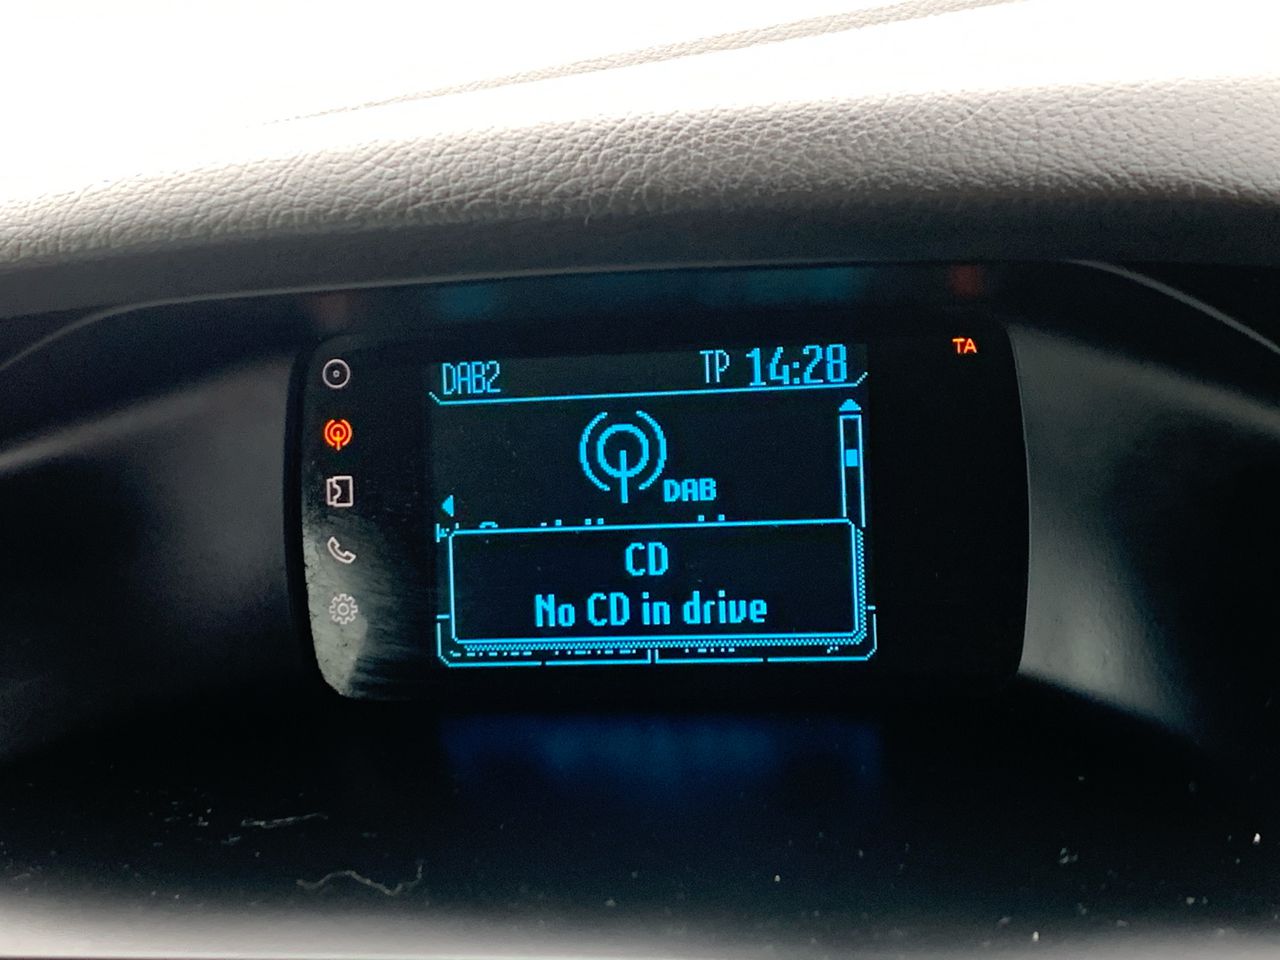 DAB2 TP 14:28
TA
DAB
CD
No CD in drive